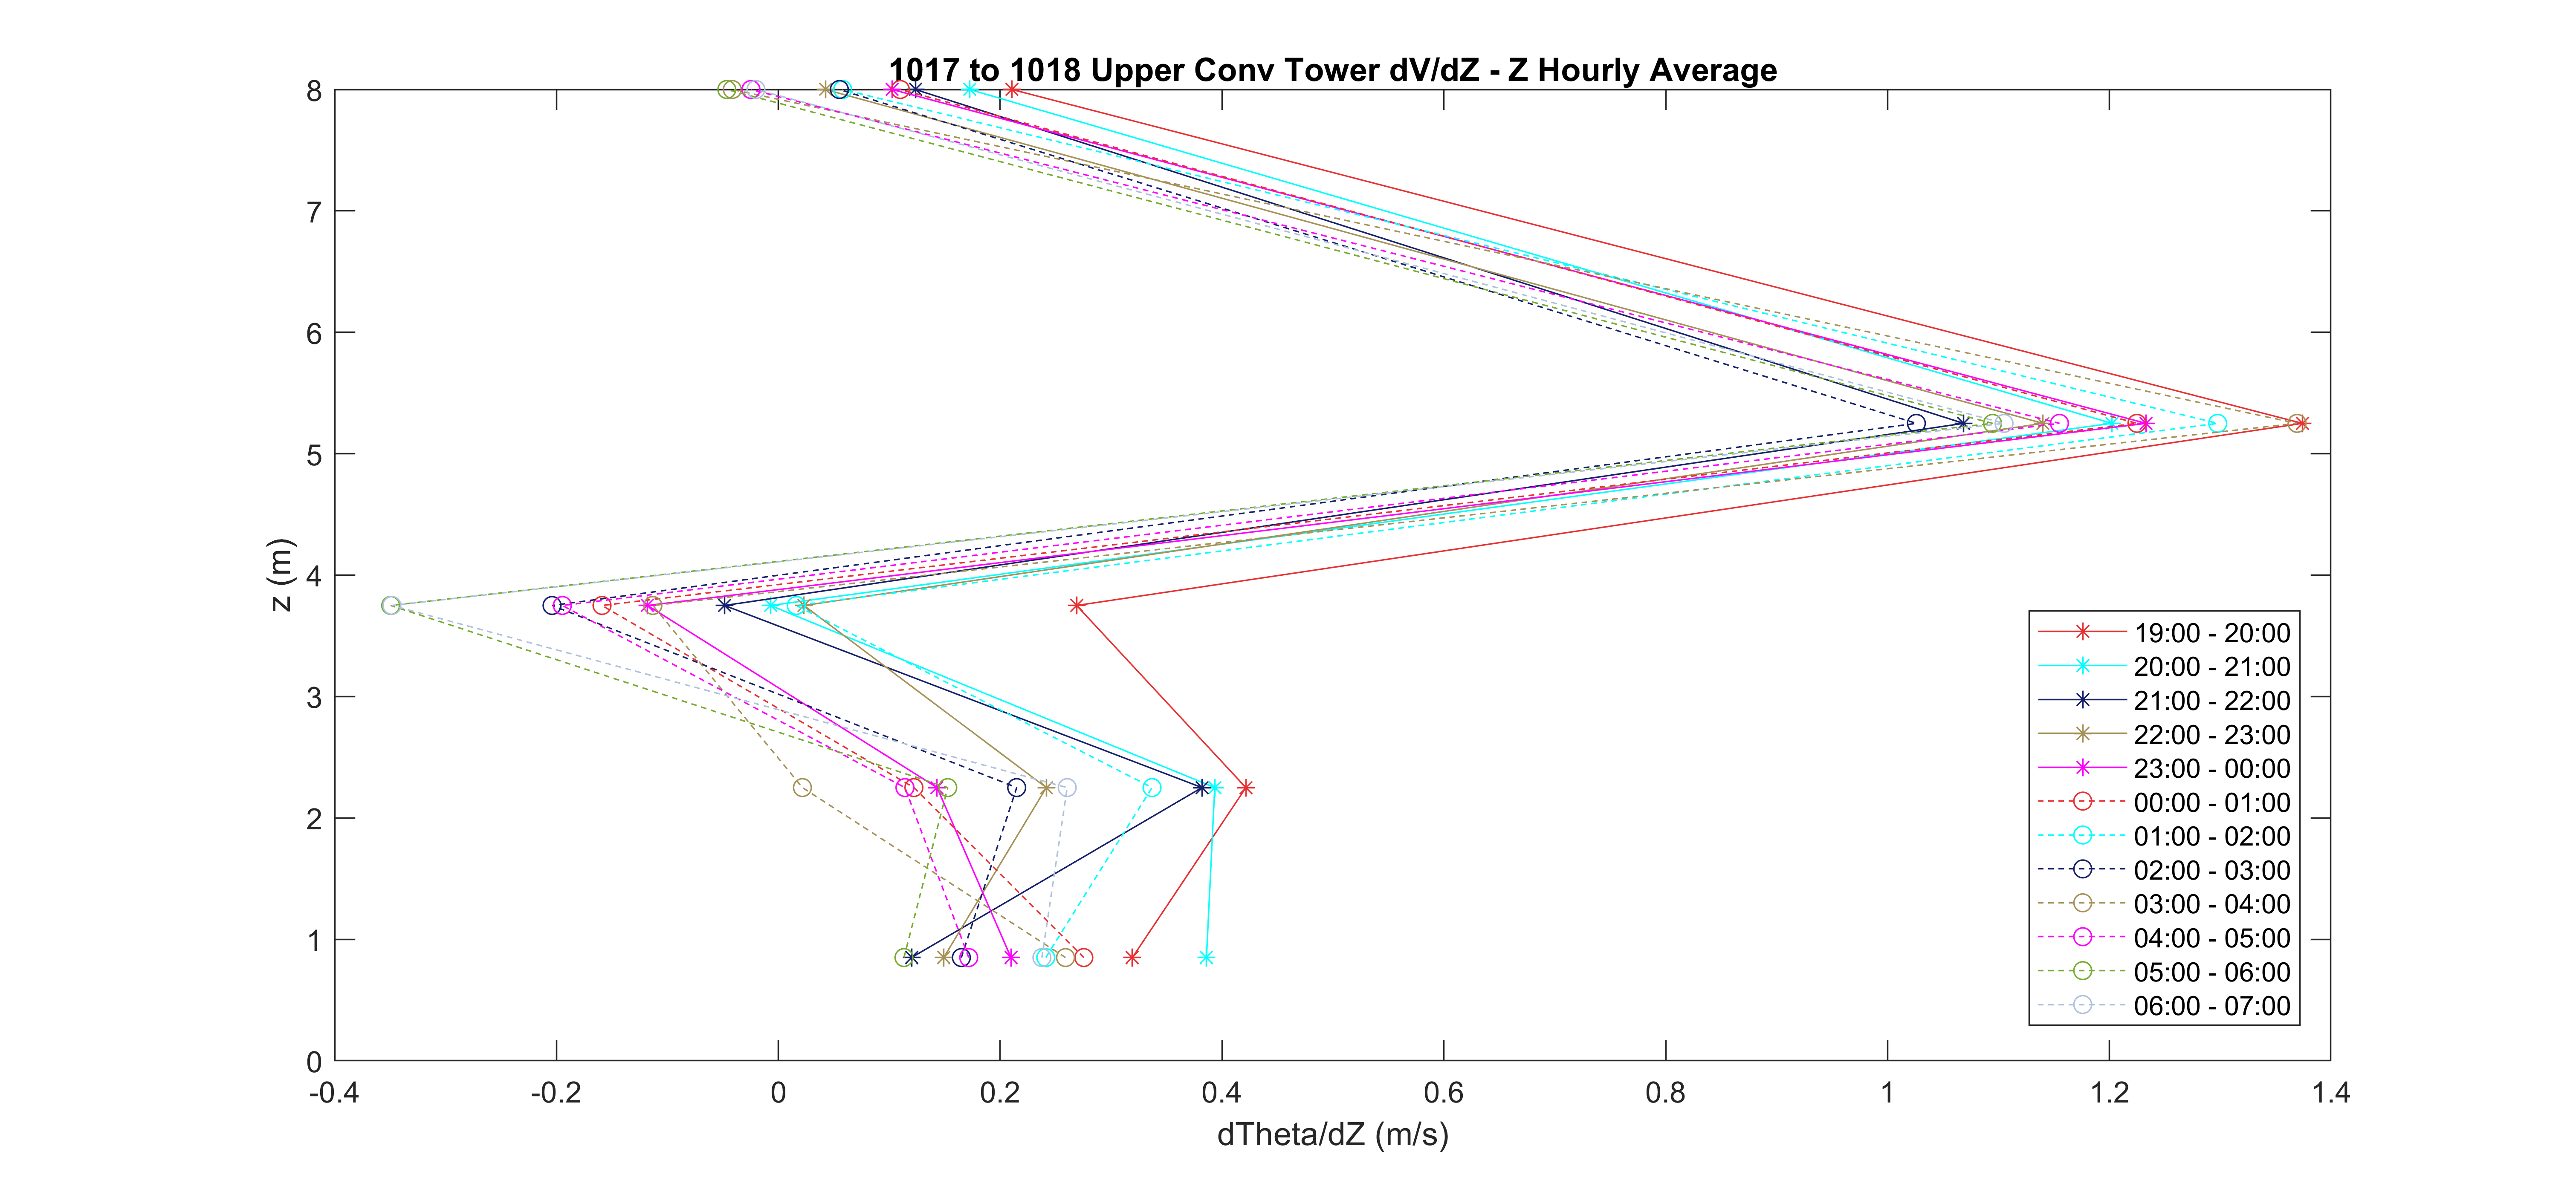 1017 to 1018 Upper Conv Tower dV/dZ - Z Hourly Average
8
7
6
5
4
3
2
1
0
z (m)
-0.4 -0.2 0 0.2 0.4 0.6 0.8 1 1.2 1.4
dTheta/dZ (m/s)
19:00 - 20:00
20:00 - 21:00
21:00 - 22:00
22:00 - 23:00
23:00 - 00:00
00:00 - 01:00
01:00 - 02:00
02:00 - 03:00
03:00 - 04:00
04:00 - 05:00
05:00 - 06:00
06:00 - 07:00